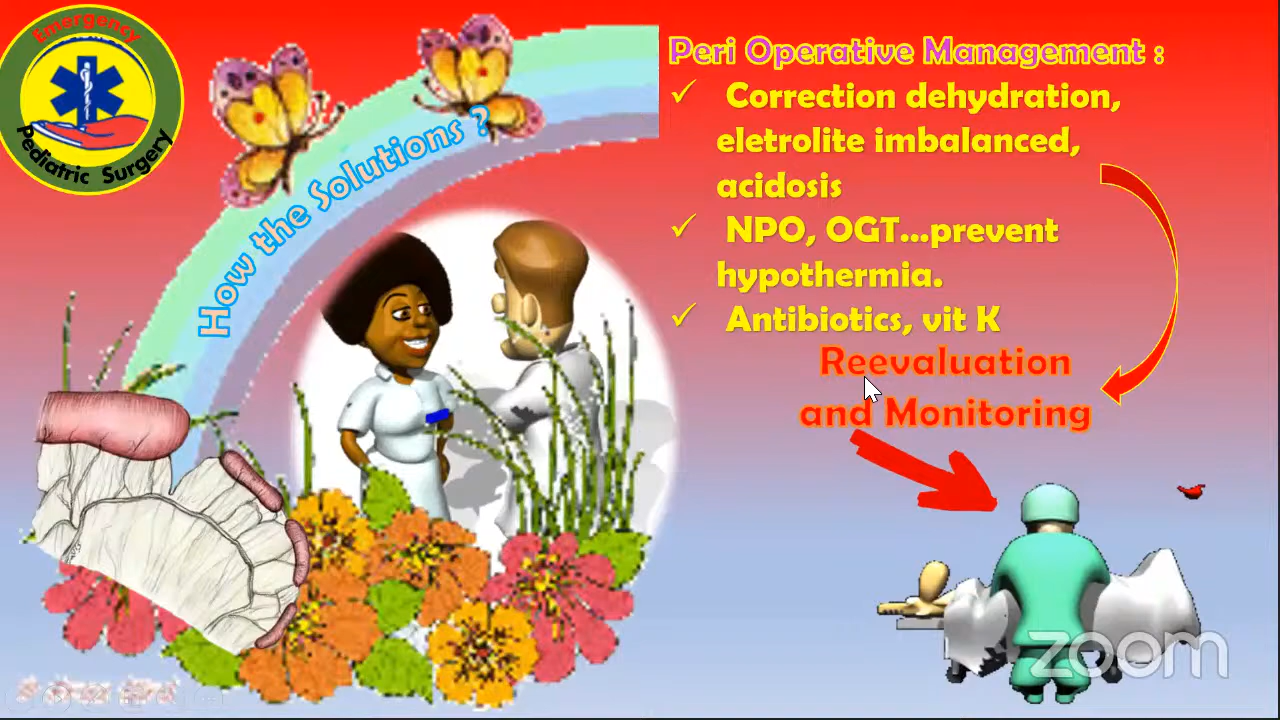 Emergency
Pediatric Surgery
How the Solutions ?
Peri Operative Management :
✓ Correction dehydration,
eletrolite imbalanced,
acidosis
✓ NPO, OGT...prevent
hypothermia.
✓ Antibiotics, vit K
Reevaluation
and Monitoring
zoom